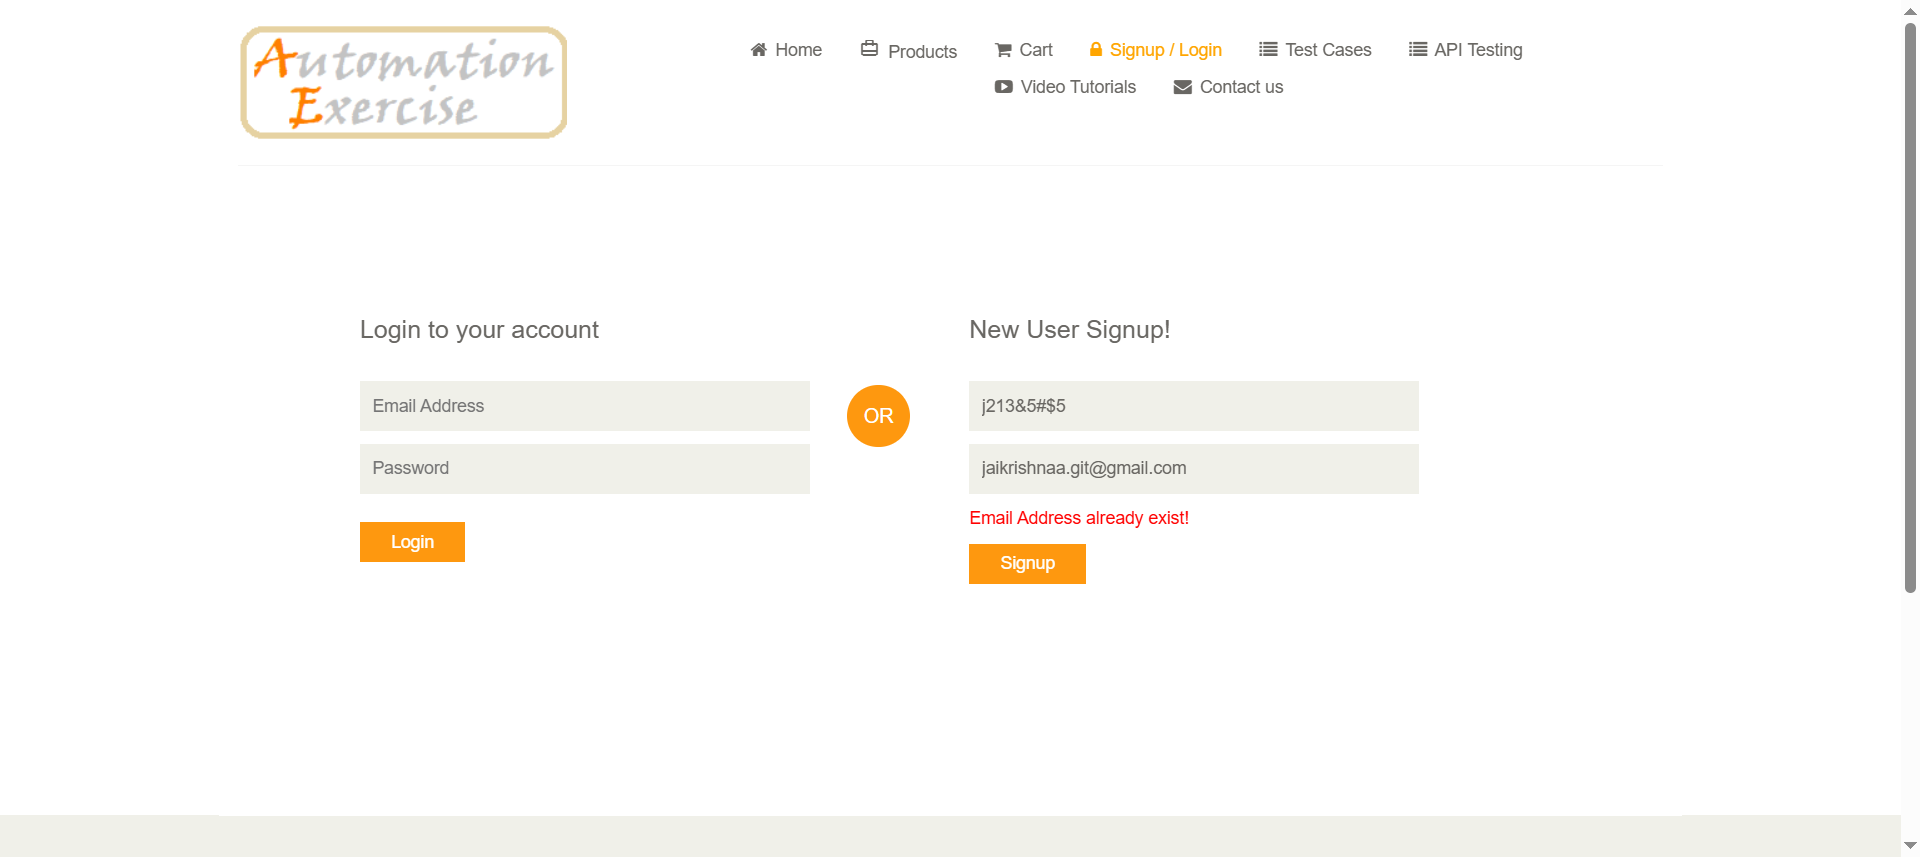 Automation
Exercise
Home Products Cart Signup / Login Test Cases API Testing
Video Tutorials Contact us
Login to your account
Email Address
Password
Login
OR
New User Signup!
j213&5#$5
jaikrishnaa.git@gmail.com
Email Address already exist!
Signup